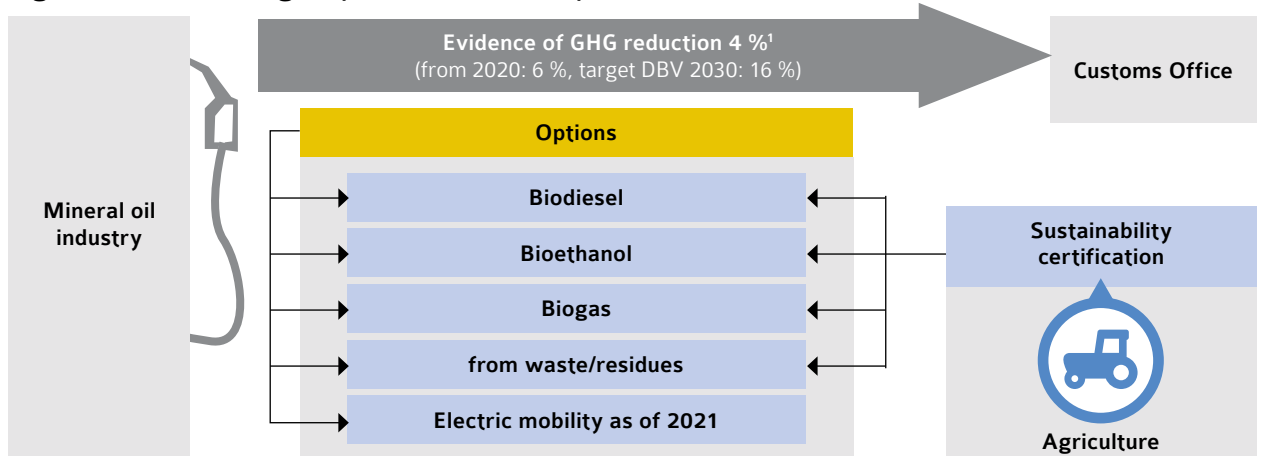 Evidence of GHG reduction 4 %¹
(from 2020: 6 %, target DBV 2030: 16 %)
Customs Office
Options
Mineral oil
industry
Biodiesel
Bioethanol
Biogas
from waste/residues
Electric mobility as of 2021
Sustainability
certification
Agriculture